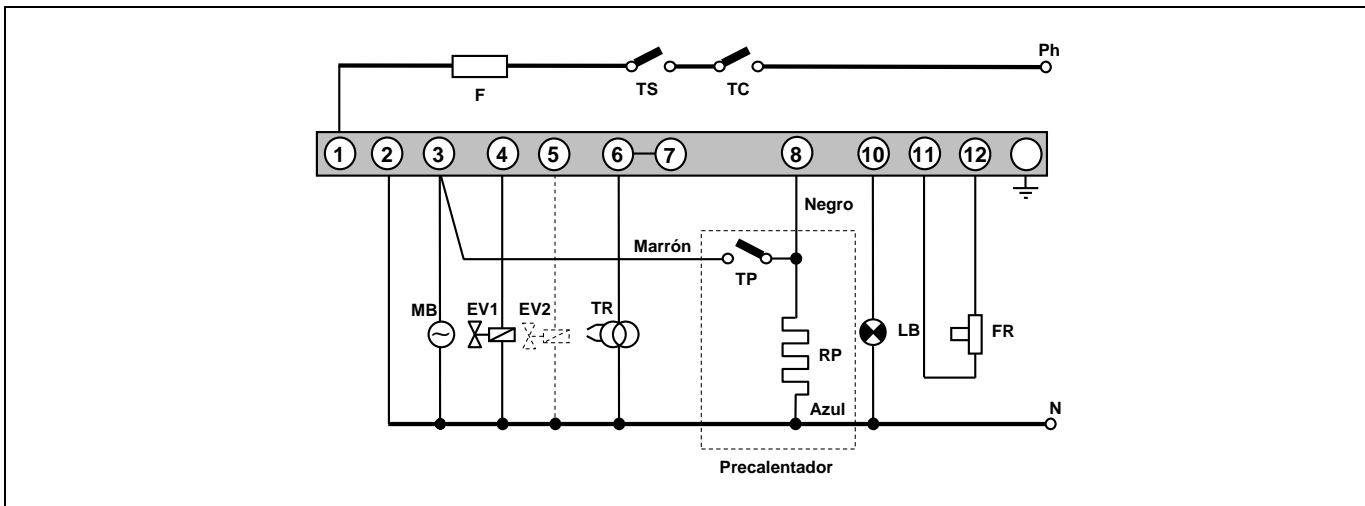 Ph
F
TS
TC
1 2 3 4 5 6 7 8 10 11 12
Negro
Marrón
TP
MB
EV1
EV2
TR
RP
LB
FR
Azul
N
Precalentador